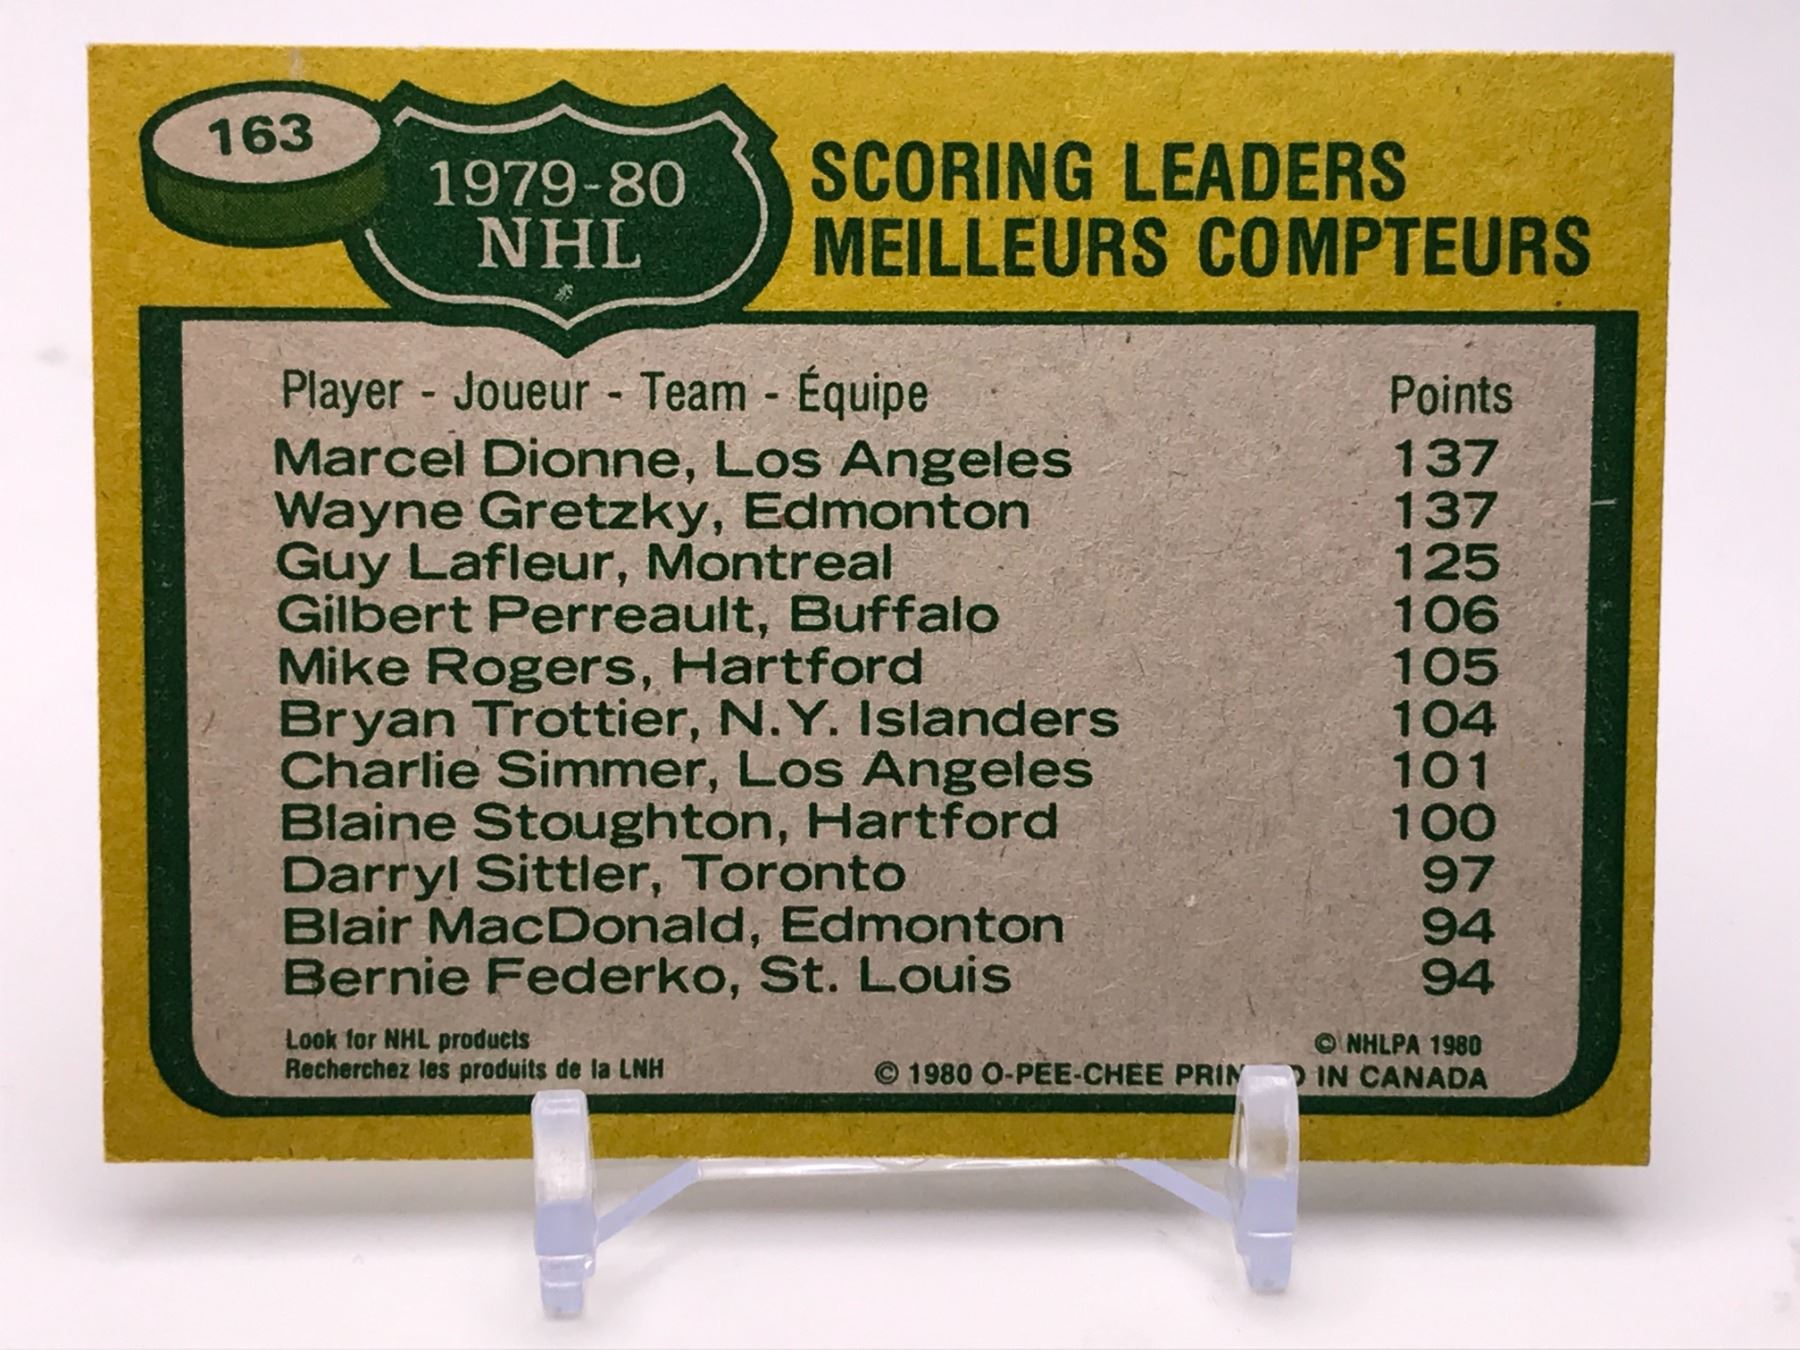 163
1979-80
NHL
SCORING LEADERS
MEILLEURS COMPTEURS
Player - Joueur - Team - Équipe Points
Marcel Dionne, Los Angeles 137
Wayne Gretzky, Edmonton 137
Guy Lafleur, Montreal 125
Gilbert Perreault, Buffalo 106
Mike Rogers, Hartford 105
Bryan Trottier, N.Y. Islanders 104
Charlie Simmer, Los Angeles 101
Blaine Stoughton, Hartford 100
Darryl Sittler, Toronto 97
Blair MacDonald, Edmonton 94
Bernie Federko, St. Louis 94
Look for NHL products © NHLPA 1980
Recherchez les produits de la LNH © 1980 O-PEE-CHEE IN CANADA